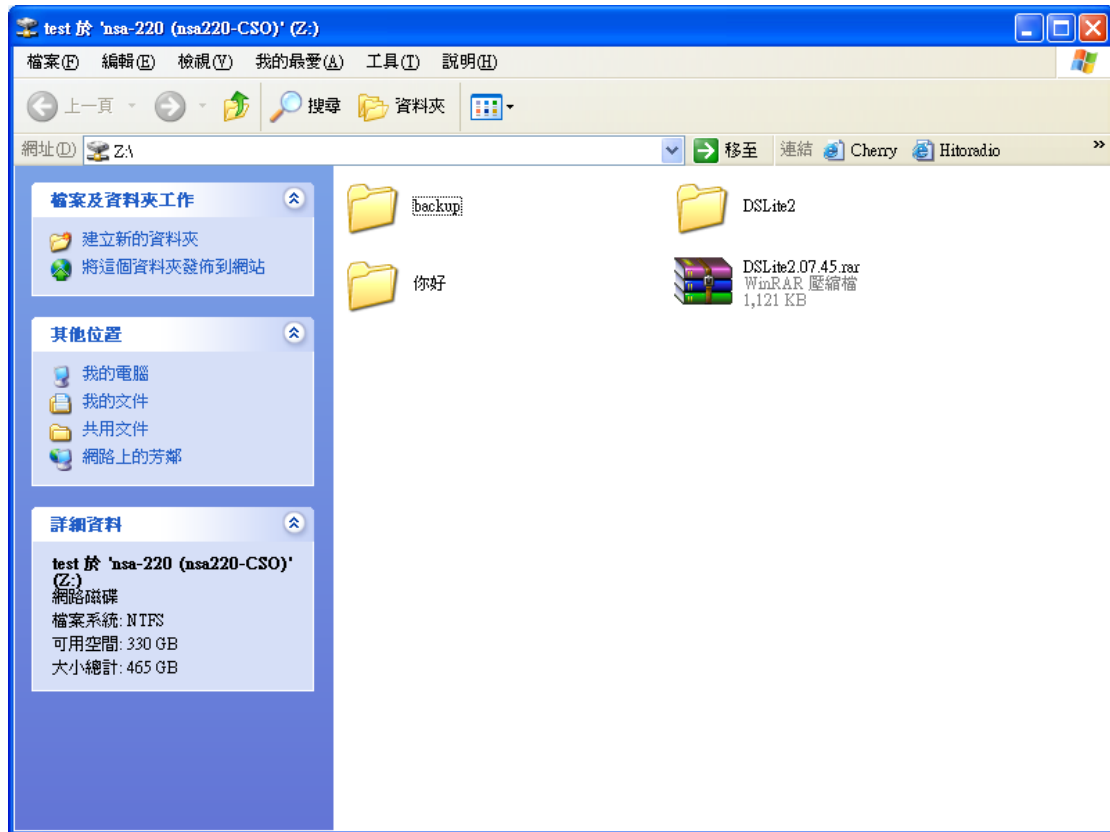 test 於 'nsa-220 (nsa220-CSO)' (Z:)
檔案(F) 編輯(E) 檢視(V) 我的最愛(A) 工具(T) 說明(H)
上一頁 搜尋 資料夾
網址(D) Z:\ 移至 連結 Cherry Hitoradio »
檔案及資料夾工作
建立新的資料夾
將這個資料夾發佈到網站
其他位置
我的電腦
我的文件
共用文件
網路上的芳鄰
詳細資料
test 於 'nsa-220 (nsa220-CSO)'
(Z:)
網路磁碟
檔案系統: NTFS
可用空間: 330 GB
大小總計: 465 GB
backup
DSLite2
你好
DSLite2.07.45.rar
WinRAR 壓縮檔
1,121 KB